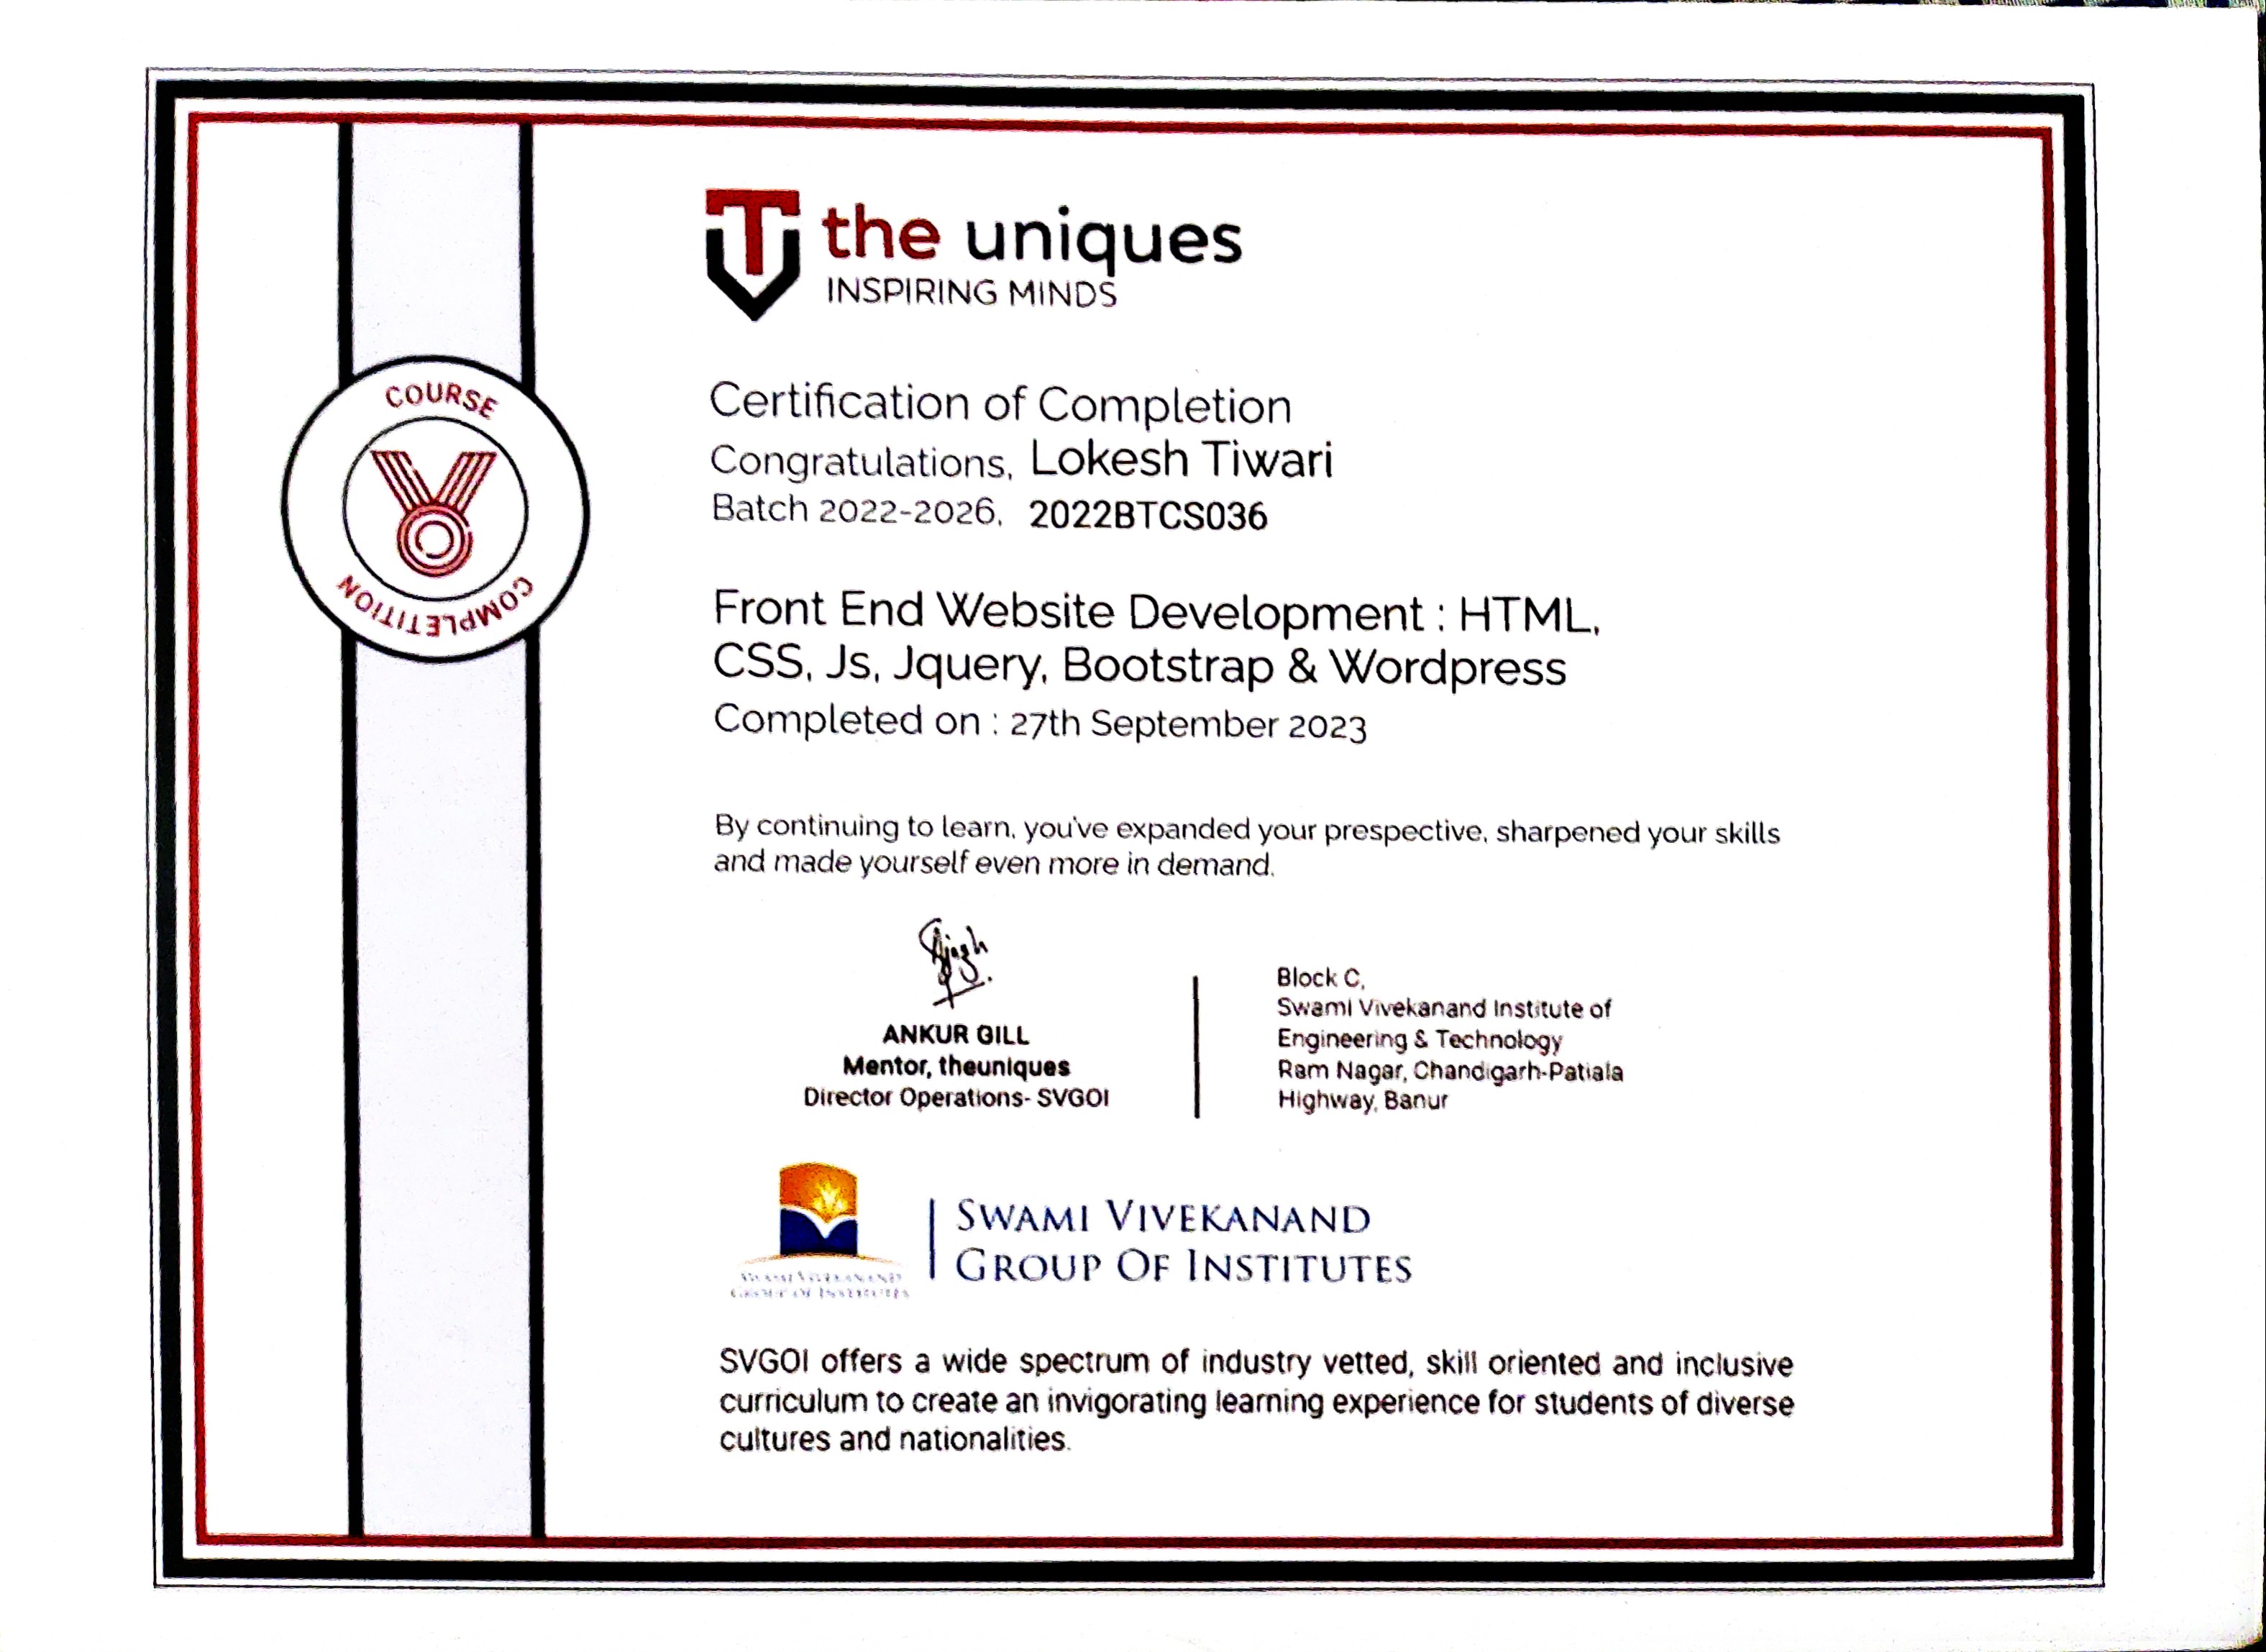 the uniques
INSPIRING MINDS
COURSE
COMPLETITION
Certification of Completion
Congratulations, Lokesh Tiwari
Batch 2022-2026, 2022BTCS036
Front End Website Development : HTML,
CSS, Js, Jquery, Bootstrap & Wordpress
Completed on : 27th September 2023
By continuing to learn, you've expanded your prespective, sharpened your skills
and made yourself even more in demand.
ANKUR GILL
Mentor, theuniques
Director Operations- SVGOI
Block C,
Swami Vivekanand Institute of
Engineering & Technology
Ram Nagar, Chandigarh-Patiala
Highway, Banur
SWAMI VIVEKANAND
GROUP OF INSTITUTES
SWAMI VIVEKANAND
GROUP OF INSTITUTES
SVGOI offers a wide spectrum of industry vetted, skill oriented and inclusive
curriculum to create an invigorating learning experience for students of diverse
cultures and nationalities.